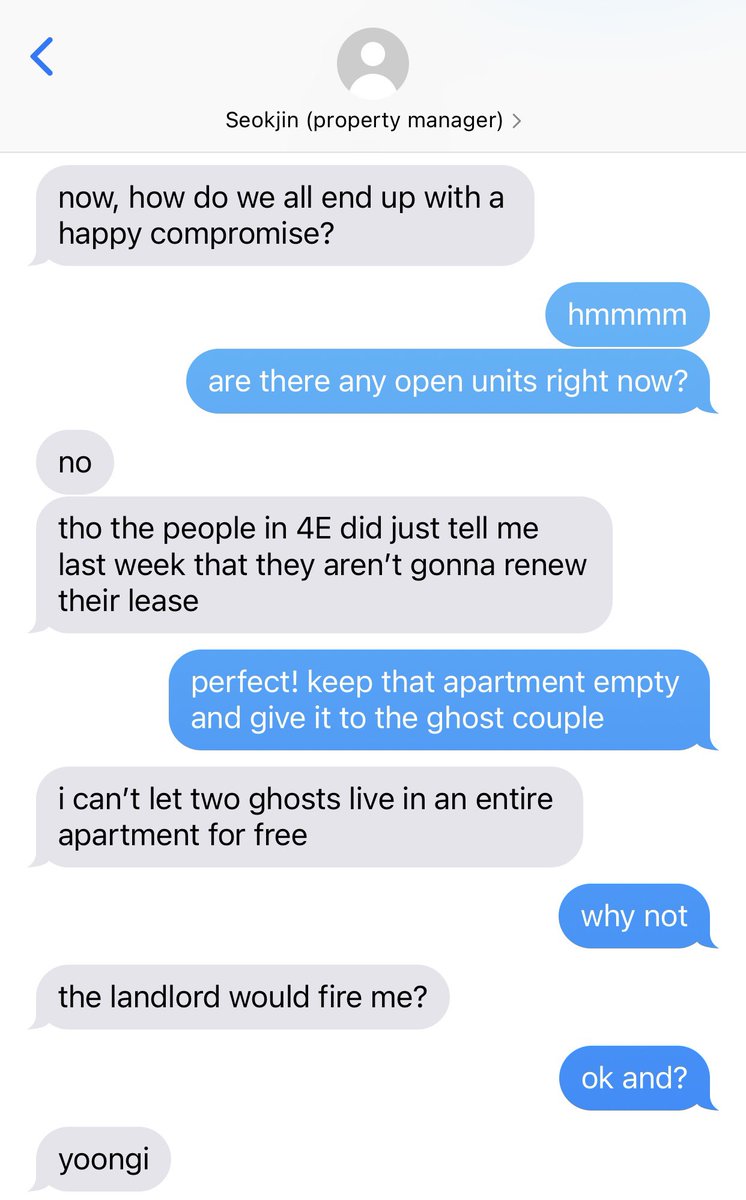 Seokjin (property manager)
now, how do we all end up with a
happy compromise?
hmmmm
are there any open units right now?
no
tho the people in 4E did just tell me
last week that they aren’t gonna renew
their lease
perfect! keep that apartment empty
and give it to the ghost couple
i can’t let two ghosts live in an entire
apartment for free
why not
the landlord would fire me?
ok and?
yoongi